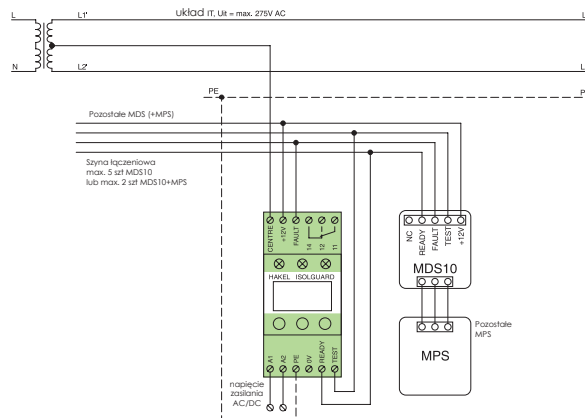 układ IT, Uit = max. 275V AC
L
L1'
L
N
L2'
L
PE
P
Pozostałe MDS (+MPS)
Szyna łączeniowa
max. 5 szt MDS10
lub max. 2 szt MDS10+MPS
CENTRE
+12V
FAULT
14
12
11
HAKEL ISOLGUARD
A1
A2
PE
0V
READY
TEST
napięcie
zasilania
AC/DC
NC
READY
FAULT
TEST
+12V
MDS10
MPS
Pozostałe
MPS